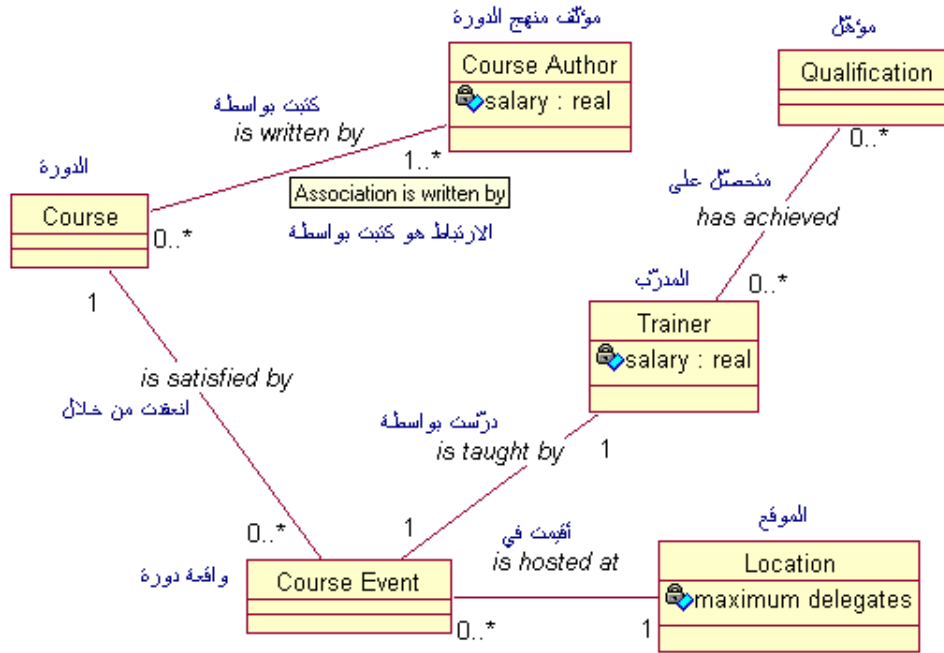 مؤلّف منهج الدورة
Course Author
salary : real
مؤهّل
Qualification
كتبت بواسطة
is written by
1..*
0..*
Association is written by
الارتباط هو كتبت بواسطة
الدورة
Course
0..*
1
متحصّل على
has achieved
0..*
المدرّب
Trainer
salary : real
is satisfied by
انعقدت من خلال
درّست بواسطة
is taught by
1
1
0..*
أقيمت في
is hosted at
الموقع
Location
maximum delegates
واقعة دورة
Course Event
0..*
1